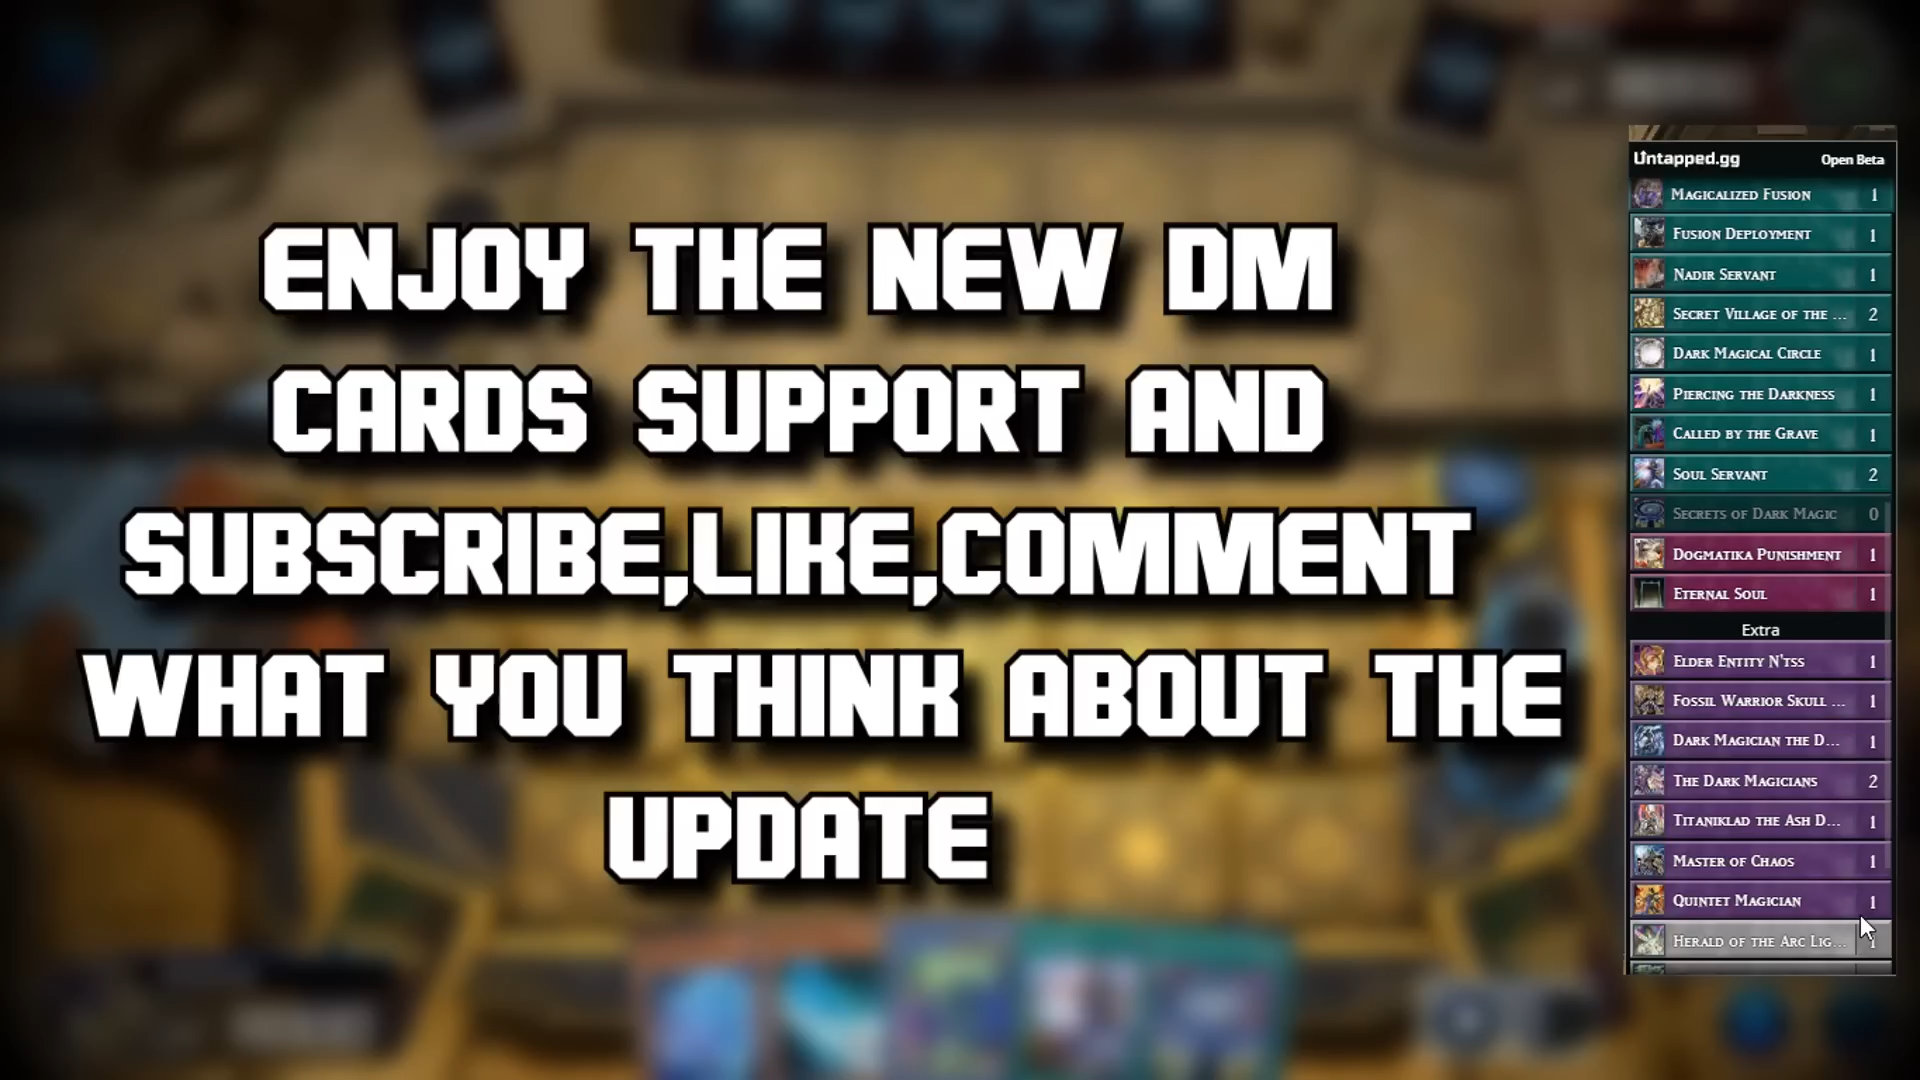 ENJOY THE NEW DM
CARDS SUPPORT AND
SUBSCRIBE,LIKE,COMMENT
WHAT YOU THINK ABOUT THE
UPDATE
Untapped.gg Open Beta
MAGICALIZED FUSION 1
FUSION DEPLOYMENT 1
NADIR SERVANT 1
SECRET VILLAGE OF THE ... 2
DARK MAGICAL CIRCLE 1
PIERCING THE DARKNESS 1
CALLED BY THE GRAVE 1
SOUL SERVANT 2
SECRETS OF DARK MAGIC 0
DOGMATIKA PUNISHMENT 1
ETERNAL SOUL 1
Extra
ELDER ENTITY N'TSS 1
FOSSIL WARRIOR SKULL ... 1
DARK MAGICIAN THE D... 1
THE DARK MAGICIANS 2
TITANIKLAD THE ASH D... 1
MASTER OF CHAOS 1
QUINTET MAGICIAN 1
HERALD OF THE ARC LIG... 1